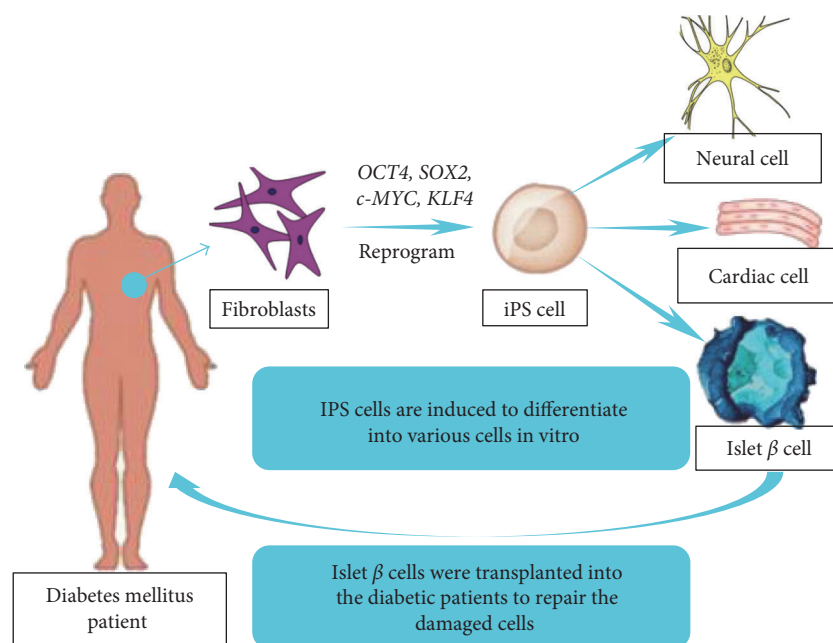 Neural cell
OCT4, SOX2,
c-MYC, KLF4
Reprogram
Fibroblasts
iPS cell
Cardiac cell
IPS cells are induced to differentiate
into various cells in vitro
Islet β cell
Diabetes mellitus
patient
Islet β cells were transplanted into
the diabetic patients to repair the
damaged cells